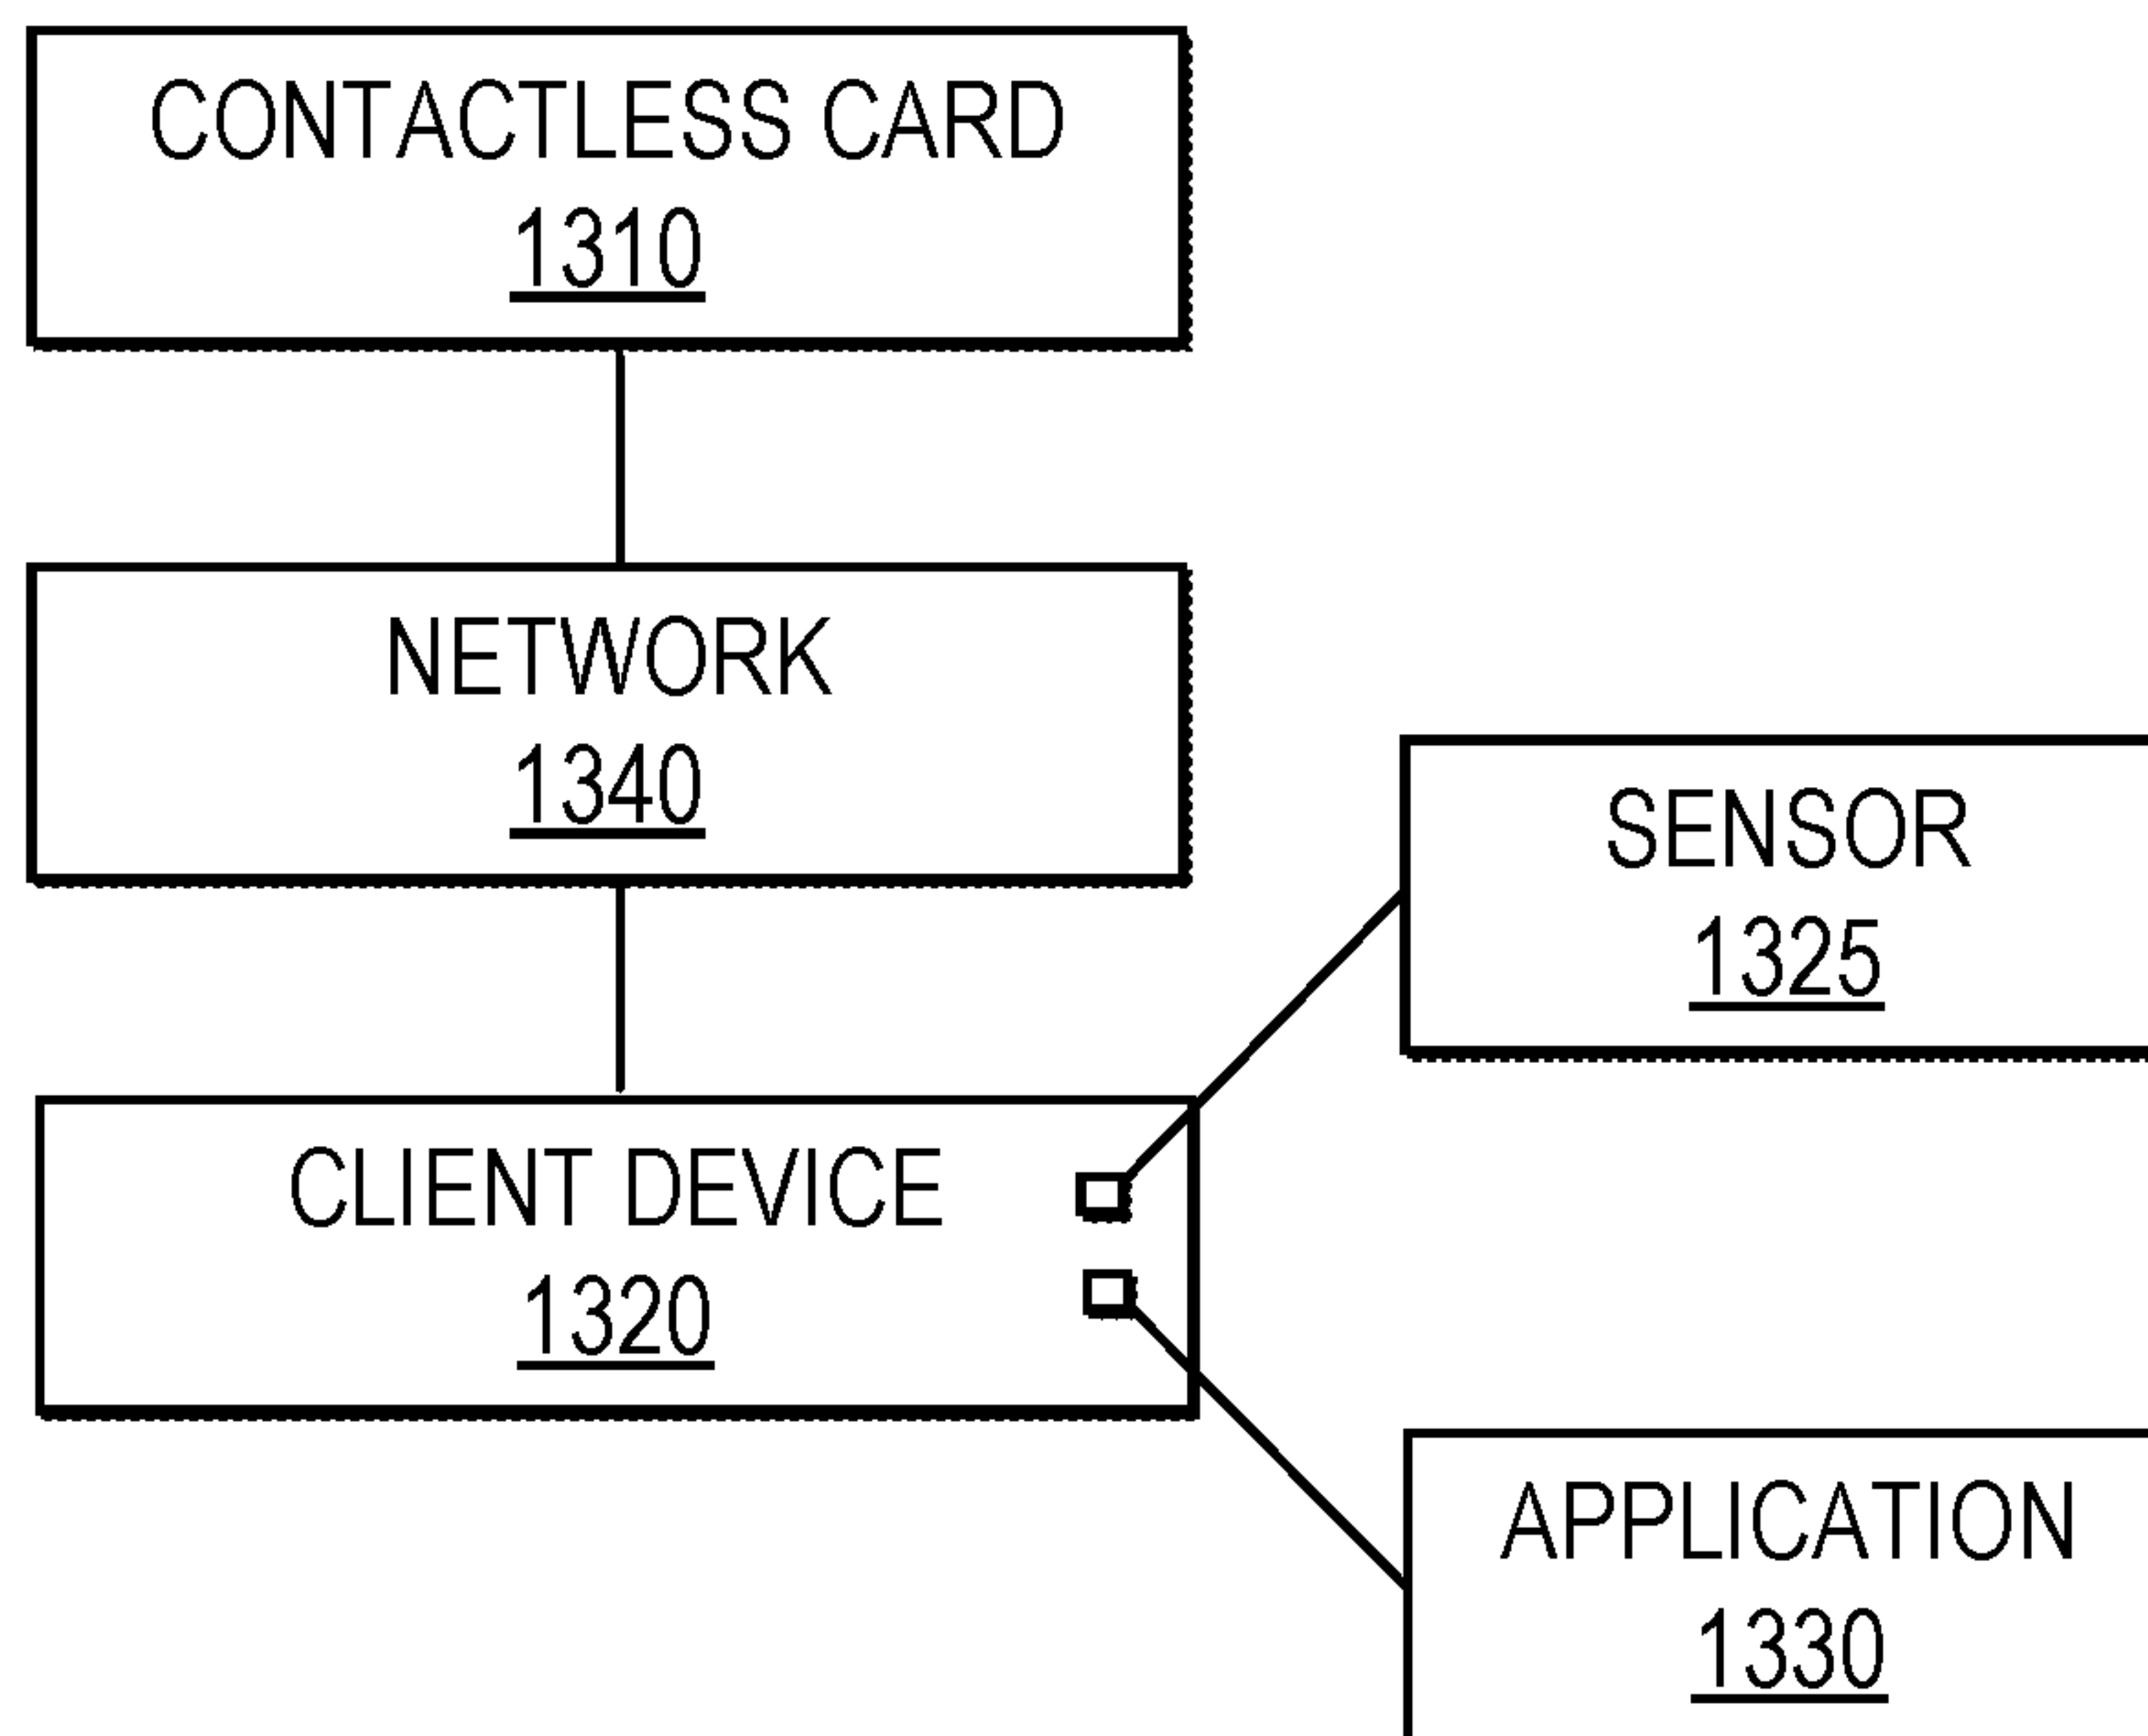 CONTACTLESS CARD
1310
NETWORK
1340
SENSOR
1325
CLIENT DEVICE
1320
APPLICATION
1330